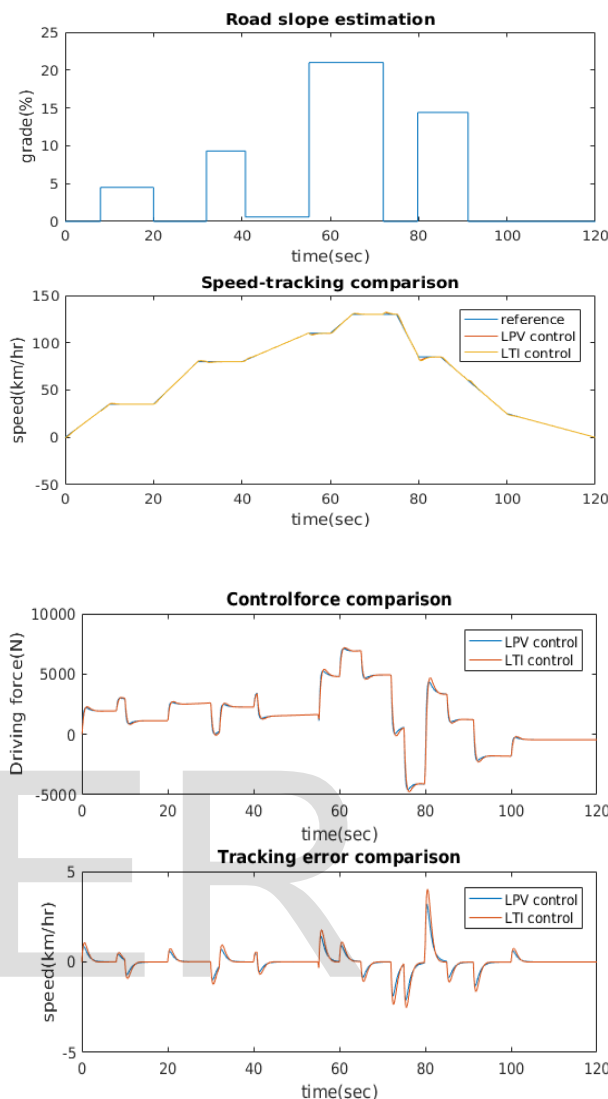 Road slope estimation
25
20
15
10
5
0
grade(%)
0 20 40 60 80 100 120
time(sec)
Speed-tracking comparison
150
100
50
0
-50
speed(km/hr)
reference
LPV control
LTI control
0 20 40 60 80 100 120
time(sec)
Controlforce comparison
10000
5000
0
-5000
Driving force(N)
LPV control
LTI control
0 20 40 60 80 100 120
time(sec)
Tracking error comparison
5
0
-5
speed(km/hr)
LPV control
LTI control
0 20 40 60 80 100 120
time(sec)
ER